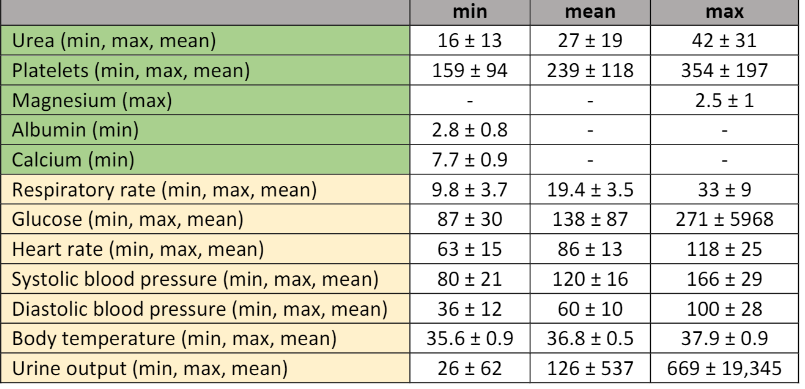 min mean max
Urea (min, max, mean) 16 ± 13 27 ± 19 42 ± 31
Platelets (min, max, mean) 159 ± 94 239 ± 118 354 ± 197
Magnesium (max) - - 2.5 ± 1
Albumin (min) 2.8 ± 0.8 - -
Calcium (min) 7.7 ± 0.9 - -
Respiratory rate (min, max, mean) 9.8 ± 3.7 19.4 ± 3.5 33 ± 9
Glucose (min, max, mean) 87 ± 30 138 ± 87 271 ± 5968
Heart rate (min, max, mean) 63 ± 15 86 ± 13 118 ± 25
Systolic blood pressure (min, max, mean) 80 ± 21 120 ± 16 166 ± 29
Diastolic blood pressure (min, max, mean) 36 ± 12 60 ± 10 100 ± 28
Body temperature (min, max, mean) 35.6 ± 0.9 36.8 ± 0.5 37.9 ± 0.9
Urine output (min, max, mean) 26 ± 62 126 ± 537 669 ± 19,345